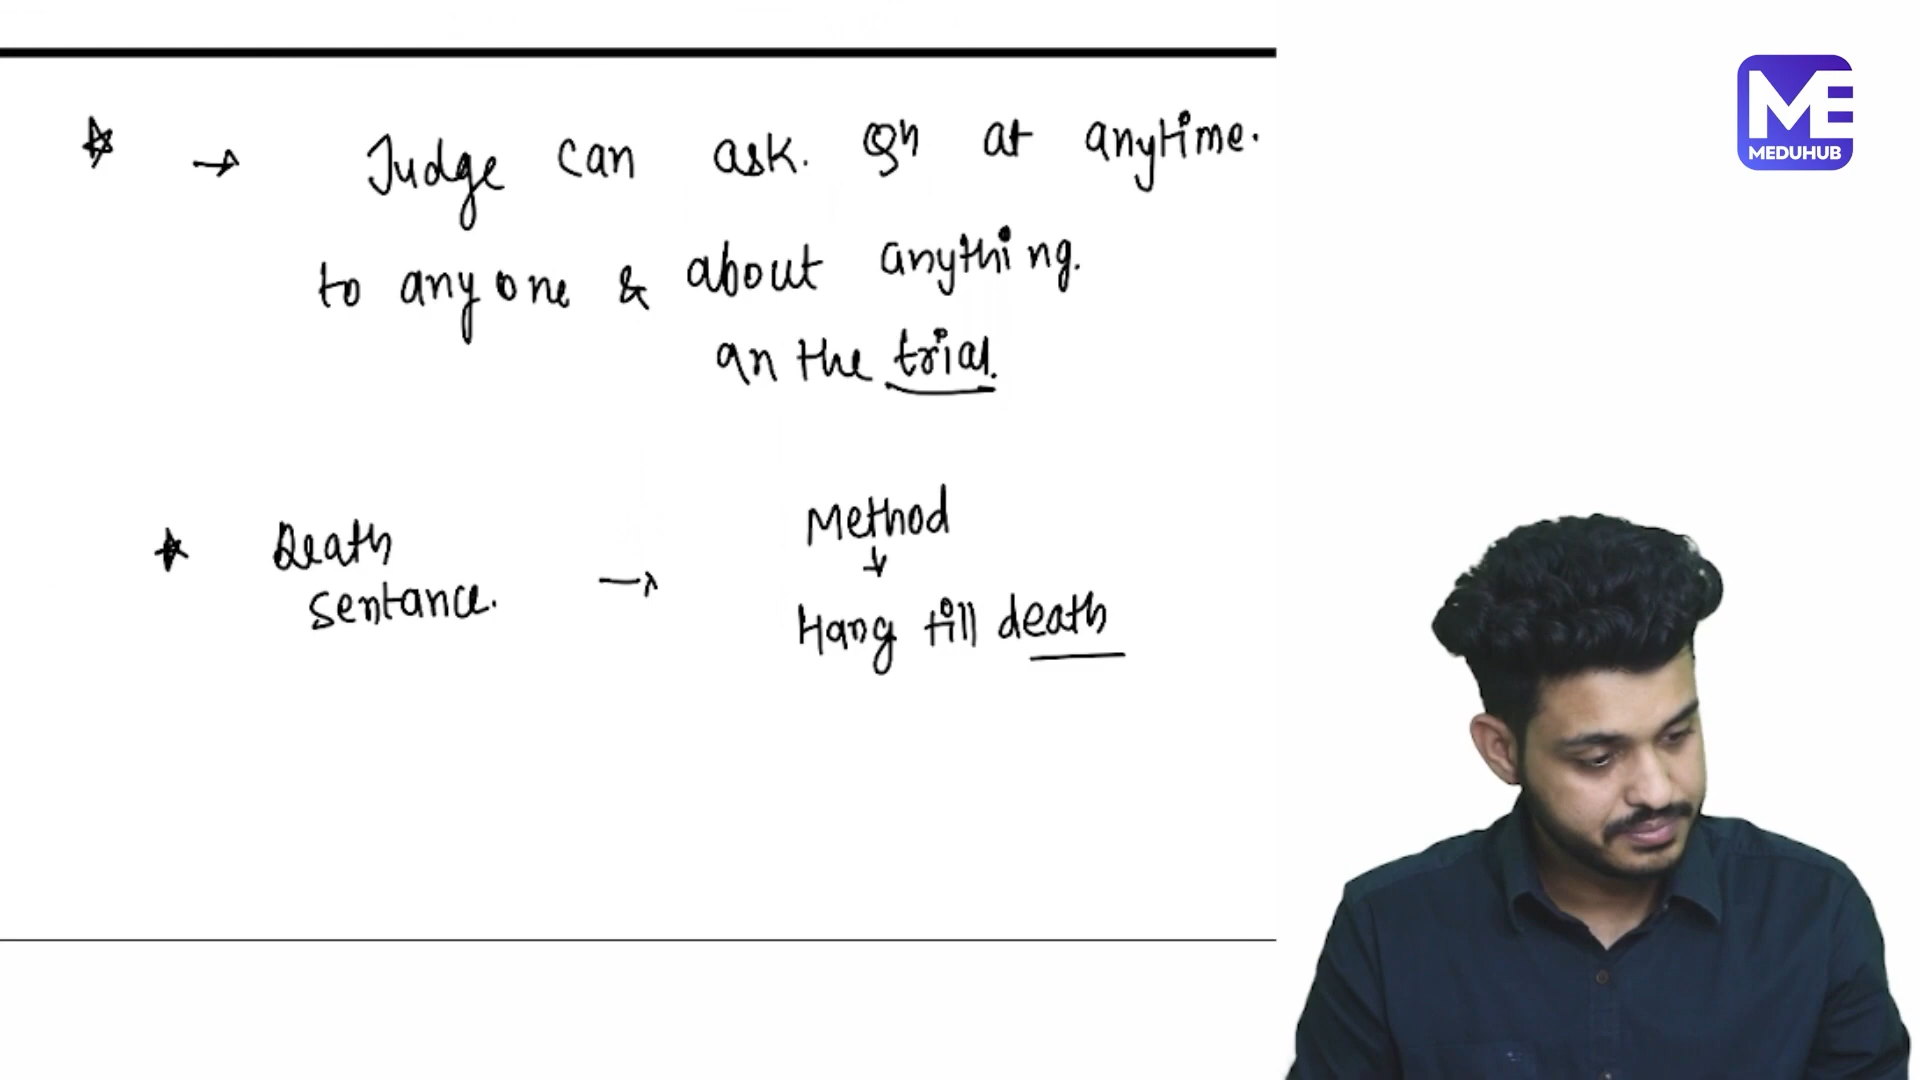 → Judge can ask. Qn at anytime.
to anyone & about anything.
in the trial.
Death
sentance.
→
Method
↓
Hang till death
ME
MEDUHUB